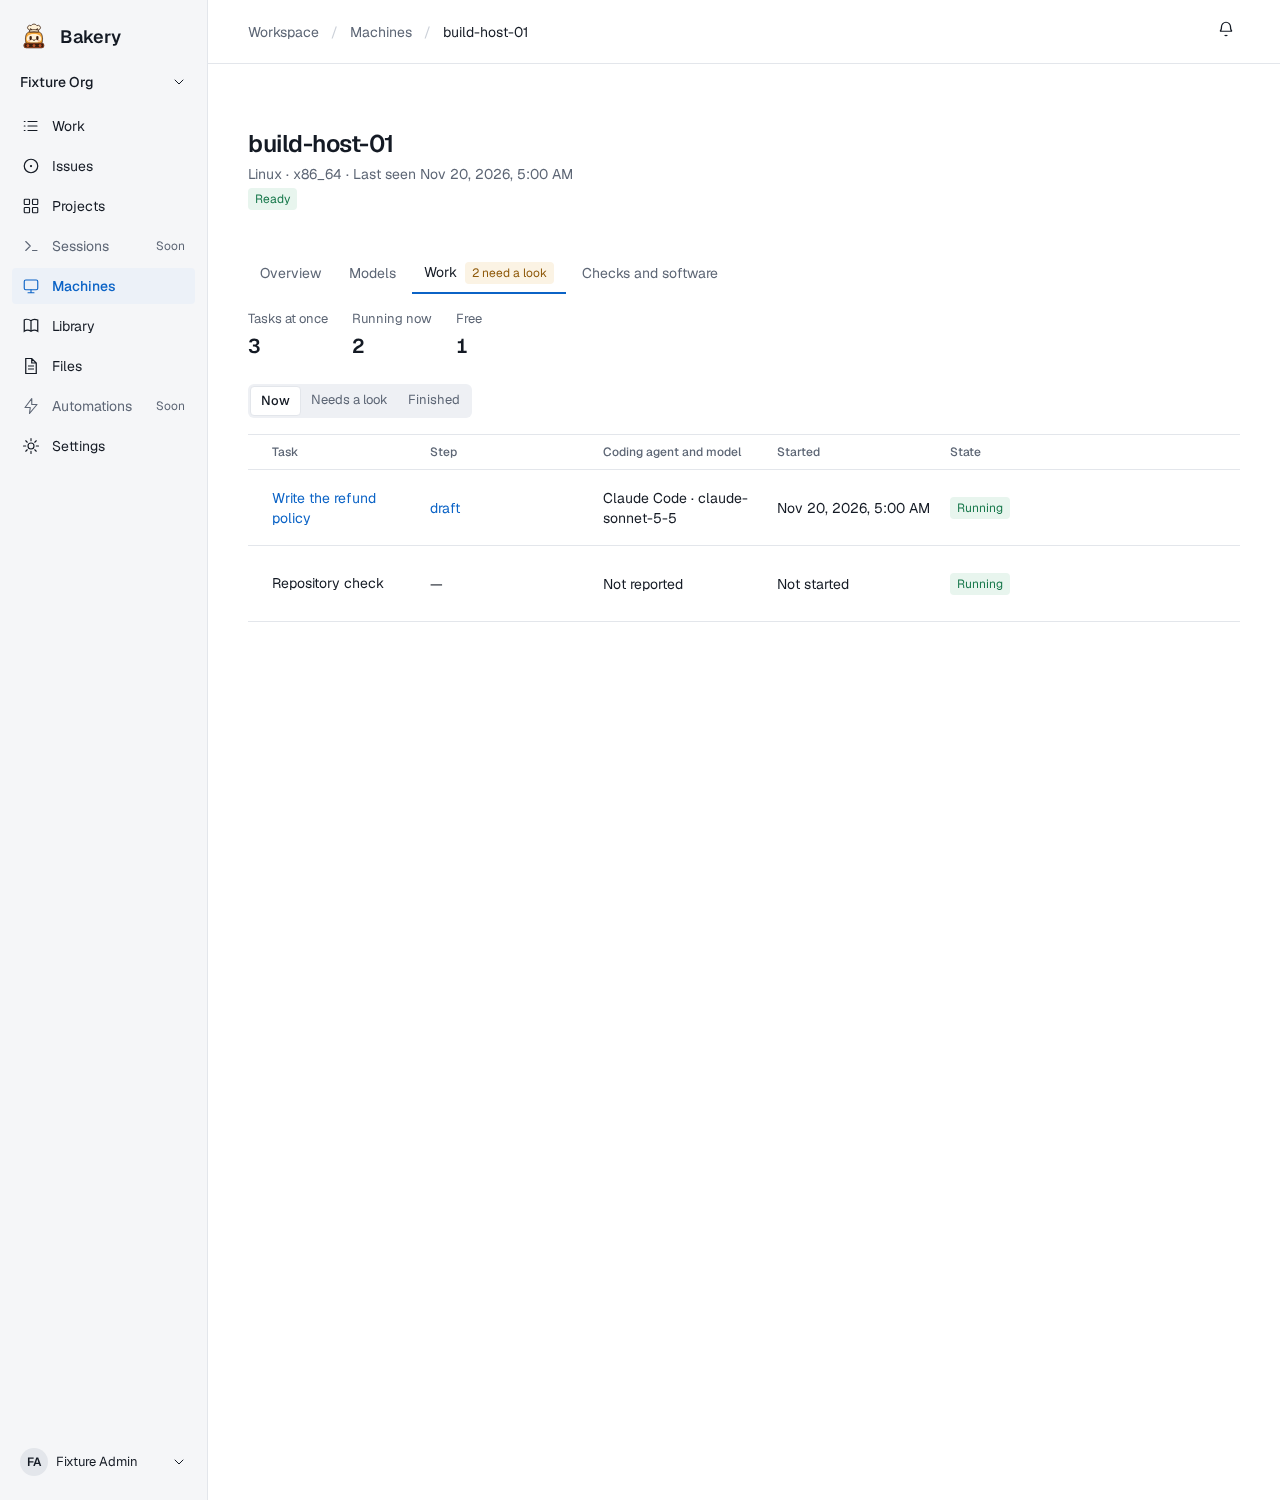 Bakery
Fixture Org
Work
Issues
Projects
Sessions Soon
Machines
Library
Files
Automations Soon
Settings
FA Fixture Admin
Workspace / Machines / build-host-01
build-host-01
Linux · x86_64 · Last seen Nov 20, 2026, 5:00 AM
Ready
Overview Models Work 2 need a look Checks and software
Tasks at once Running now Free
3 2 1
Now Needs a look Finished
Task Step Coding agent and model Started State
Write the refund
policy
draft
Claude Code · claude-
sonnet-5-5
Nov 20, 2026, 5:00 AM
Running
Repository check — Not reported Not started Running